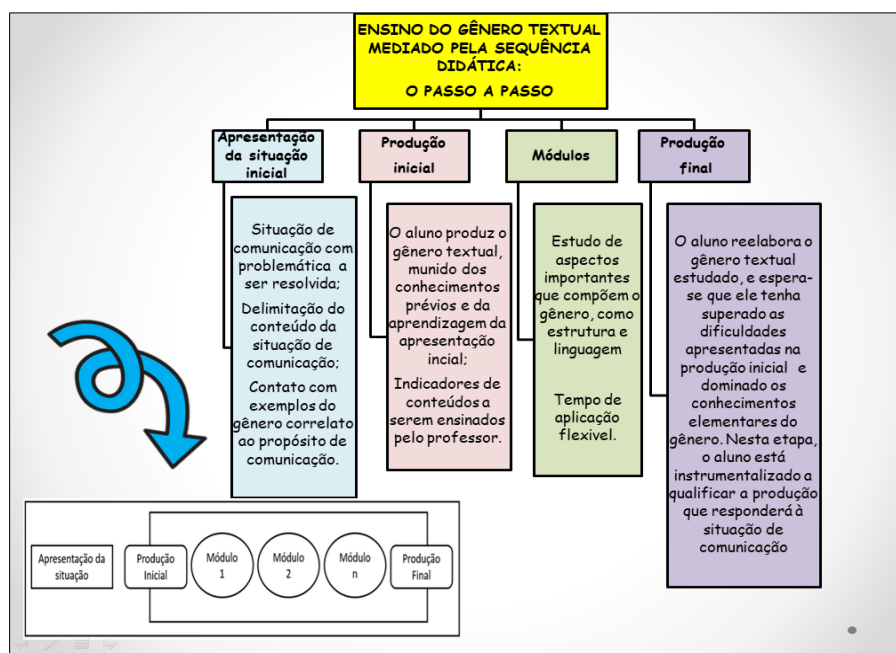 ENSINO DO GÊNERO TEXTUAL
MEDIADO PELA SEQUÊNCIA
DIDÁTICA:
O PASSO A PASSO
Apresentação
da situação
inicial
Situação de
comunicação com
problemática a
ser resolvida;
Delimitação do
conteúdo da
situação de
comunicação;
Contato com
exemplos do
gênero correlato
ao propósito de
comunicação.
Produção
inicial
O aluno produz o
gênero textual,
munido dos
conhecimentos
prévios e da
aprendizagem da
apresentação
incial;
Indicadores de
conteúdos a
serem ensinados
pelo professor.
Módulos
Estudo de
aspectos
importantes
que compõem o
gênero, como
estrutura e
linguagem
Tempo de
aplicação
flexivel.
Produção
final
O aluno reelabora o
gênero textual
estudado, e espera-
se que ele tenha
superado as
dificuldades
apresentadas na
produção inicial e
dominado os
conhecimentos
elementares do
gênero. Nesta etapa,
o aluno está
instrumentalizado a
qualificar a produção
que responderá à
situação de
comunicação
Apresentação da
situação
Produção
Inicial
Módulo
1
Módulo
2
Módulo
n
Produção
Final